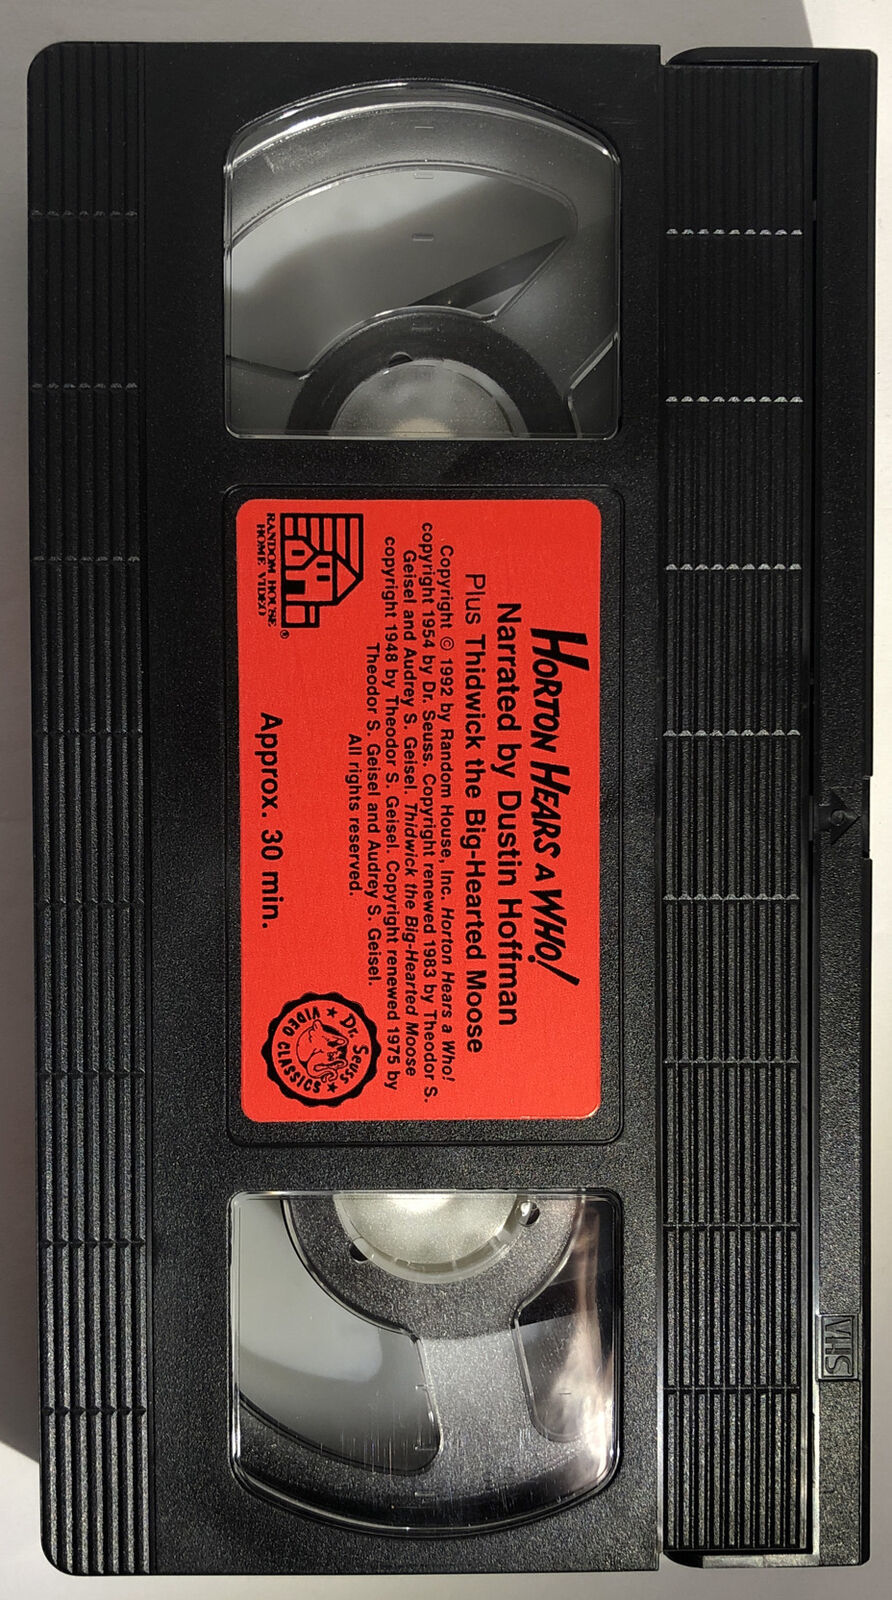 HORTON HEARS A WHO!
Narrated by Dustin Hoffman
Plus Thidwick the Big-Hearted Moose
Copyright © 1992 by Random House, Inc. Horton Hears a Who!
copyright 1954 by Dr. Seuss. Copyright renewed 1983 by Theodor S.
Geisel and Audrey S. Geisel. Thidwick the Big-Hearted Moose
copyright 1948 by Theodor S. Geisel. Copyright renewed 1975 by
Theodor S. Geisel and Audrey S. Geisel.
All rights reserved.
RANDOM HOUSE
HOME VIDEO
®
Approx. 30 min.
Dr. Seuss
VIDEO CLASSICS
VHS